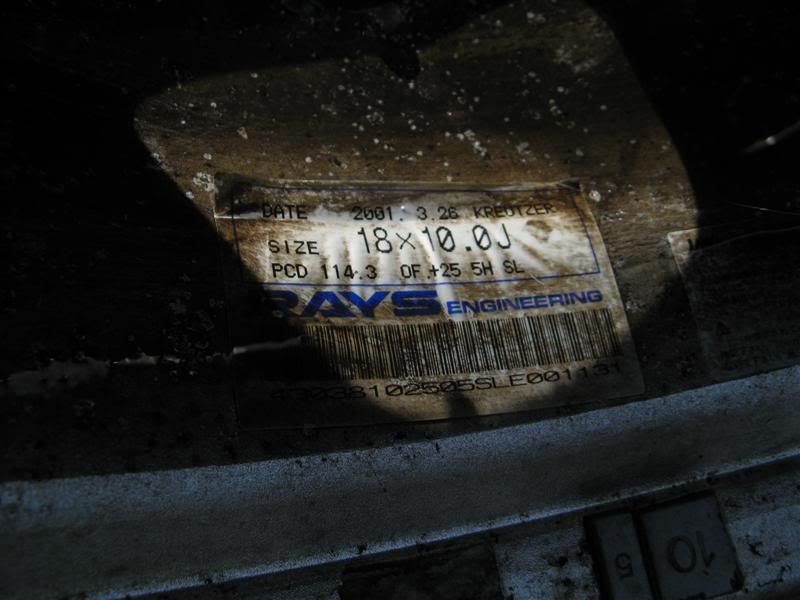 DATE 2001. 3.26 KREUTZER
SIZE 18×10.0J
PCD 114.3 OF.+25 5H SL
RAYS ENGINEERING
5 10